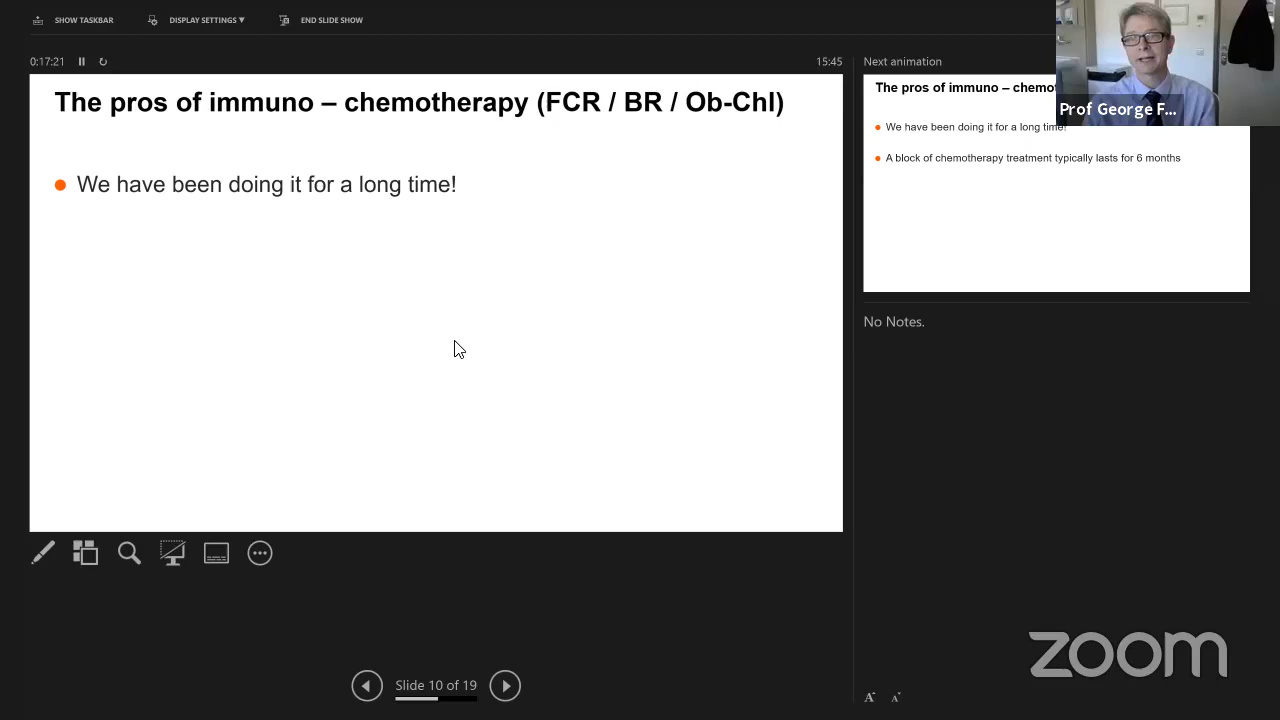 SHOW TASKBAR
DISPLAY SETTINGS ▼
END SLIDE SHOW
0:17:21
15:45
The pros of immuno – chemotherapy (FCR / BR / Ob-Chl)
• We have been doing it for a long time!
Next animation
The pros of immuno – chemo
• We have been doing it for a long time!
• A block of chemotherapy treatment typically lasts for 6 months
Prof George F...
No Notes.
Slide 10 of 19
A A
zoom